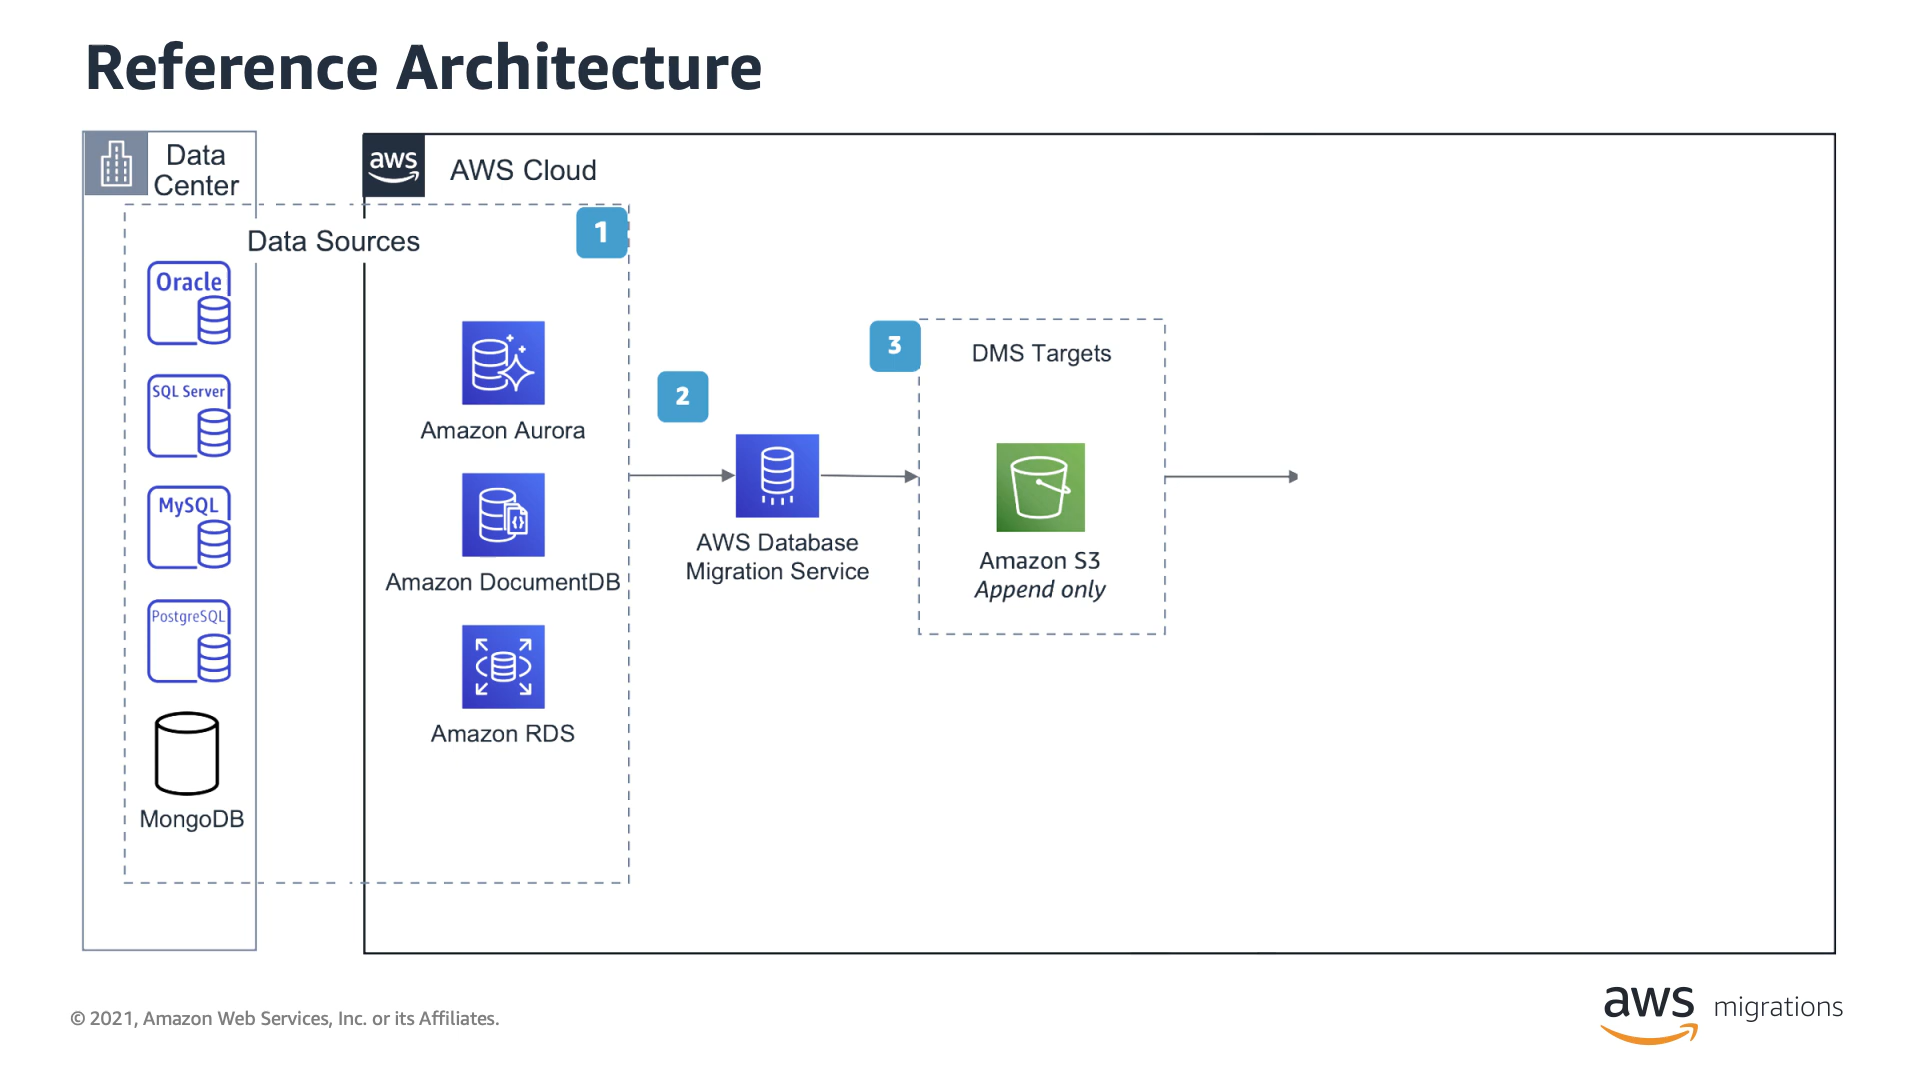 Reference Architecture
Data
Center
aws
AWS Cloud
Data Sources
1
Oracle
SQL Server
MySQL
PostgreSQL
MongoDB
Amazon Aurora
Amazon DocumentDB
Amazon RDS
2
AWS Database
Migration Service
3
DMS Targets
Amazon S3
Append only
© 2021, Amazon Web Services, Inc. or its Affiliates.
aws migrations